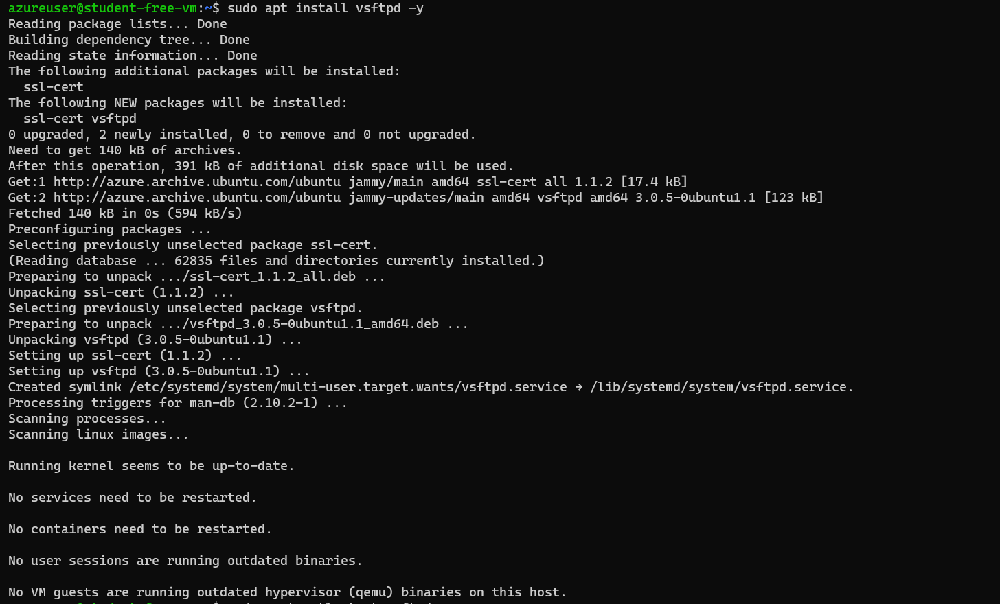 azureuser@student-free-vm:~$ sudo apt install vsftpd -y
Reading package lists... Done
Building dependency tree... Done
Reading state information... Done
The following additional packages will be installed:
  ssl-cert
The following NEW packages will be installed:
  ssl-cert vsftpd
0 upgraded, 2 newly installed, 0 to remove and 0 not upgraded.
Need to get 140 kB of archives.
After this operation, 391 kB of additional disk space will be used.
Get:1 http://azure.archive.ubuntu.com/ubuntu jammy/main amd64 ssl-cert all 1.1.2 [17.4 kB]
Get:2 http://azure.archive.ubuntu.com/ubuntu jammy-updates/main amd64 vsftpd amd64 3.0.5-0ubuntu1.1 [123 kB]
Fetched 140 kB in 0s (594 kB/s)
Preconfiguring packages ...
Selecting previously unselected package ssl-cert.
(Reading database ... 62835 files and directories currently installed.)
Preparing to unpack .../ssl-cert_1.1.2_all.deb ...
Unpacking ssl-cert (1.1.2) ...
Selecting previously unselected package vsftpd.
Preparing to unpack .../vsftpd_3.0.5-0ubuntu1.1_amd64.deb ...
Unpacking vsftpd (3.0.5-0ubuntu1.1) ...
Setting up ssl-cert (1.1.2) ...
Setting up vsftpd (3.0.5-0ubuntu1.1) ...
Created symlink /etc/systemd/system/multi-user.target.wants/vsftpd.service → /lib/systemd/system/vsftpd.service.
Processing triggers for man-db (2.10.2-1) ...
Scanning processes...
Scanning linux images...
Running kernel seems to be up-to-date.
No services need to be restarted.
No containers need to be restarted.
No user sessions are running outdated binaries.
No VM guests are running outdated hypervisor (qemu) binaries on this host.